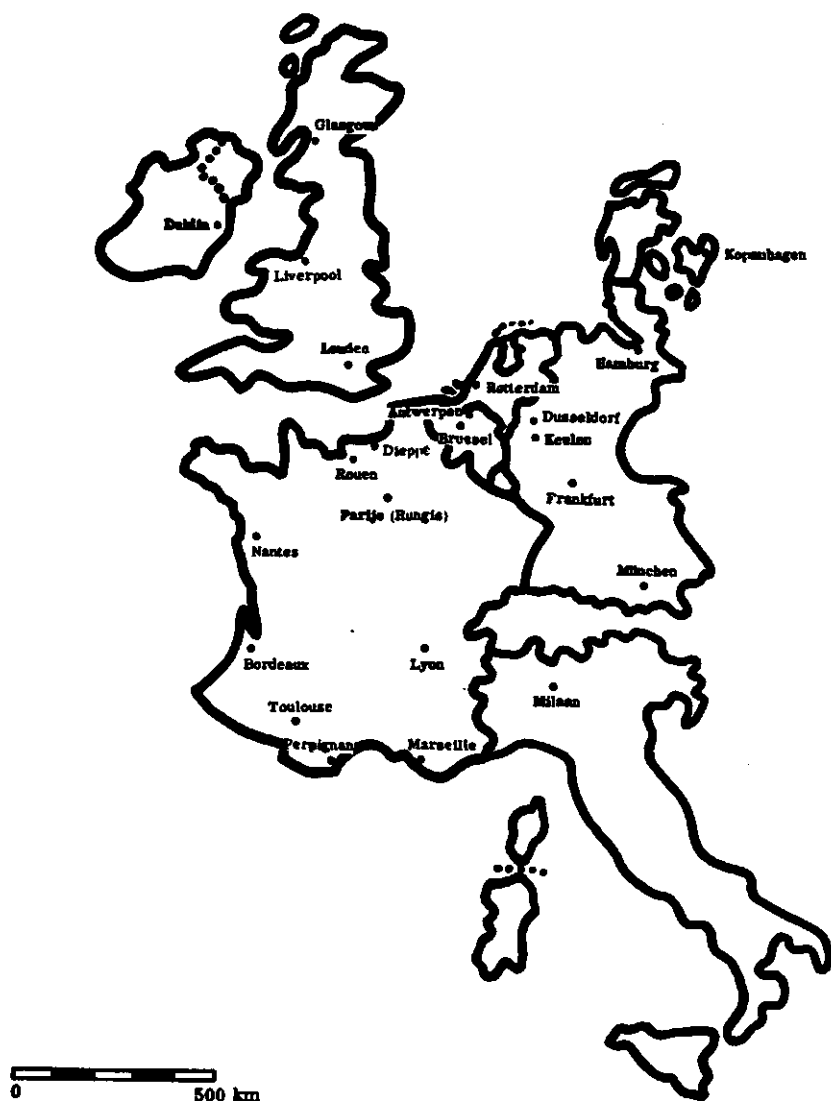 Glasgow
Dublin
Kopenhagen
Liverpool
Londen
Hamburg
Rotterdam
Antwerpen
Dusseldorf
Brussel
Keulen
Dieppe
Rouen
Frankfurt
Parijs (Rungis)
Nantes
München
Bordeaux
Lyon
Milaan
Toulouse
Perpignans
Marseille
0 500 km